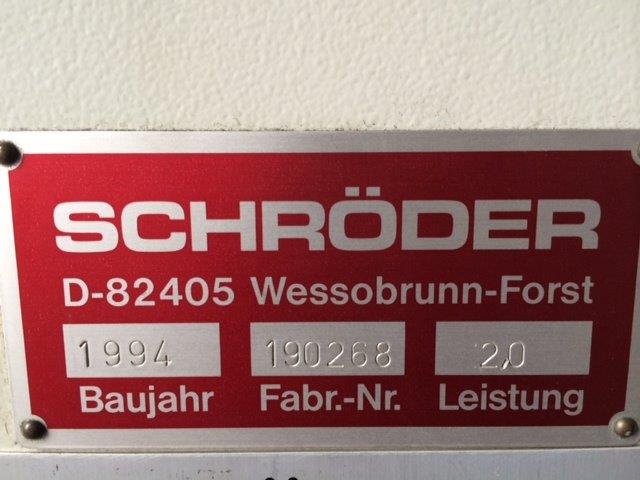 SCHRÖDER
D-82405 Wessobrunn-Forst
1994 190268 2,0
Baujahr Fabr.-Nr. Leistung